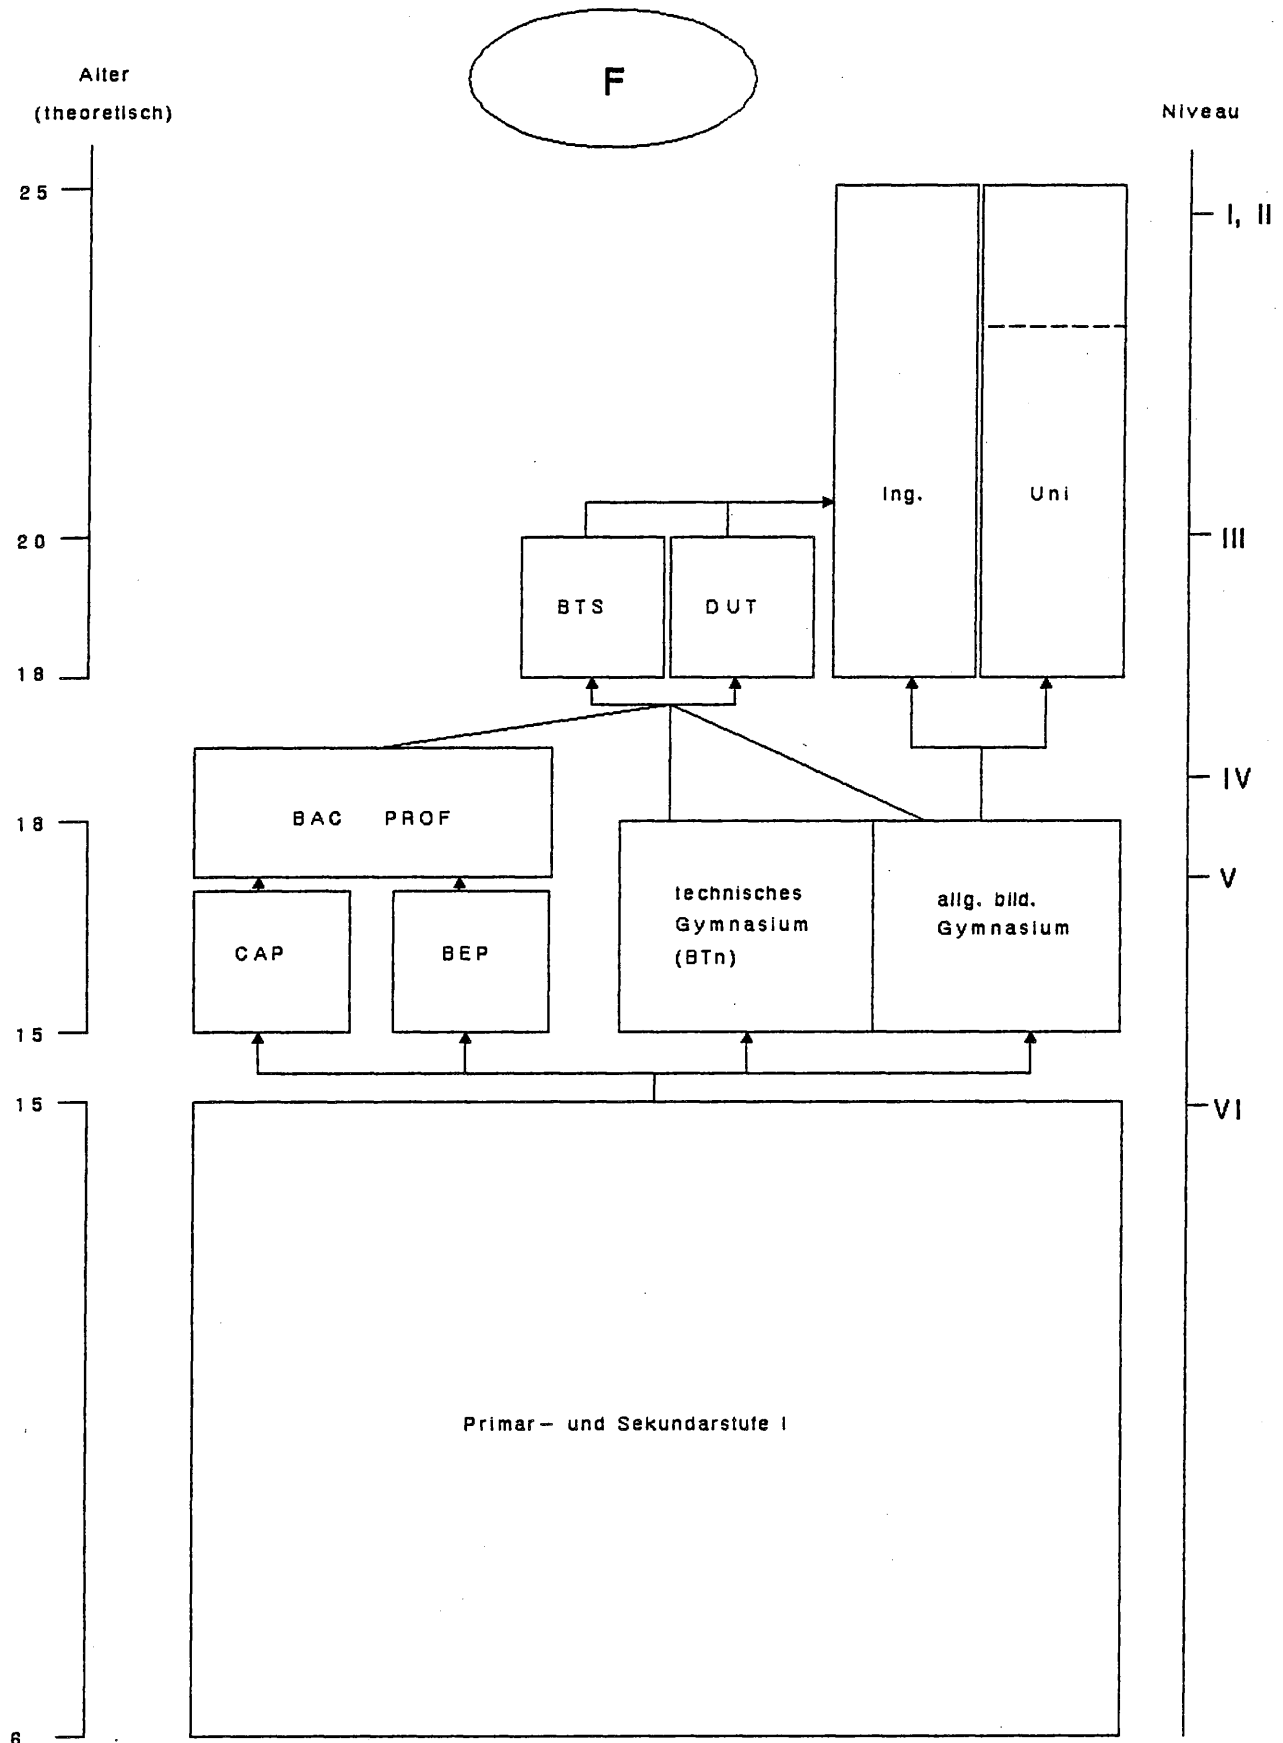 F
Alter
(theoretisch)
Niveau
25
I, II
Ing.
Uni
20
III
BTS
DUT
18
IV
BAC PROF
18
V
technisches
Gymnasium
(BTn)
allg. bild.
Gymnasium
CAP
BEP
15
15
VI
Primar- und Sekundarstufe I
6